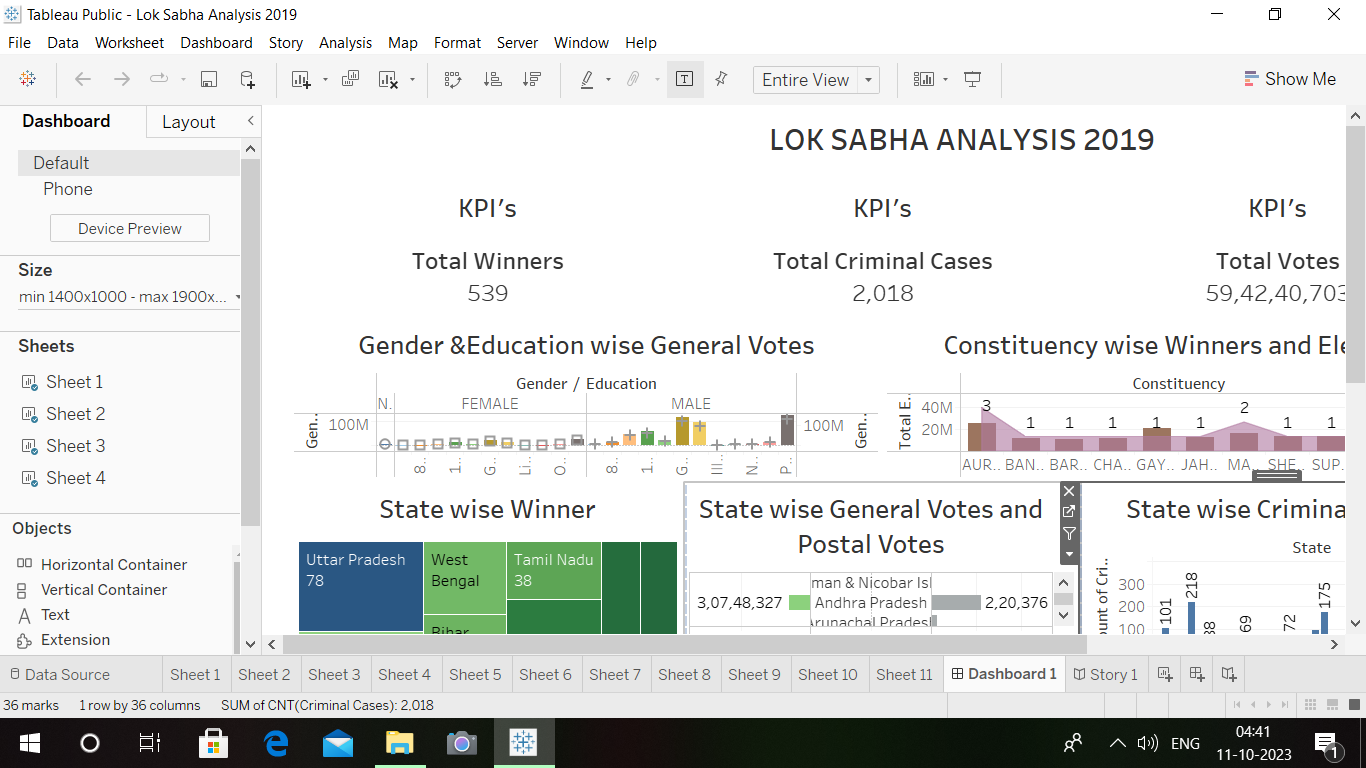 Tableau Public - Lok Sabha Analysis 2019
File Data Worksheet Dashboard Story Analysis Map Format Server Window Help
Entire View
Show Me
Dashboard Layout
Default
Phone
Device Preview
Size
min 1400x1000 - max 1900x...
Sheets
Sheet 1
Sheet 2
Sheet 3
Sheet 4
Objects
Horizontal Container
Vertical Container
Text
Extension
LOK SABHA ANALYSIS 2019
KPI's KPI's KPI's
Total Winners Total Criminal Cases Total Votes
539 2,018 59,42,40,703
Gender &Education wise General Votes
Gender / Education
N. FEMALE MALE
Gen.. 100M 100M Gen..
8.. 1.. G.. Li.. O.. 8.. 1.. G.. Ill.. N.. P..
Constituency wise Winners and Ele
Constituency
Total E..
40M
20M
3 1 1 1 1 1 2 1 1
AUR.. BAN.. BAR.. CHA.. GAY.. JAH.. MA.. SHE.. SUP..
State wise Winner
Uttar Pradesh
78
West
Bengal
Tamil Nadu
38
Bihar
State wise General Votes and
Postal Votes
man & Nicobar Isl
3,07,48,327 Andhra Pradesh 2,20,376
Arunachal Prades
State wise Crimina
State
ount of Cri..
300
200
100
101 218 38 69 72 175
Data Source Sheet 1 Sheet 2 Sheet 3 Sheet 4 Sheet 5 Sheet 6 Sheet 7 Sheet 8 Sheet 9 Sheet 10 Sheet 11 Dashboard 1 Story 1
36 marks 1 row by 36 columns SUM of CNT(Criminal Cases): 2,018
ENG
04:41
11-10-2023
1